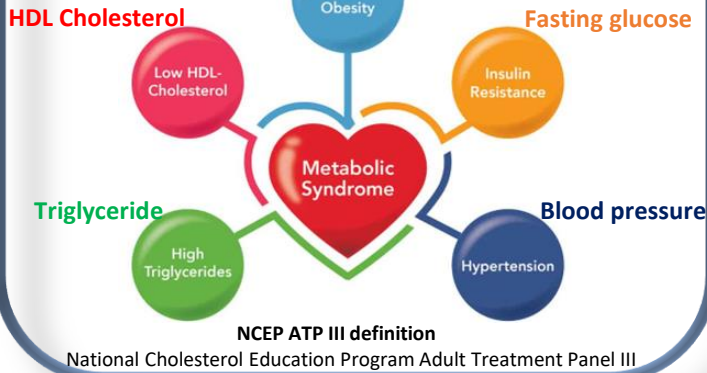 Obesity
HDL Cholesterol
Fasting glucose
Low HDL-
Cholesterol
Insulin
Resistance
Metabolic
Syndrome
Triglyceride
Blood pressure
High
Triglycerides
Hypertension
NCEP ATP III definition
National Cholesterol Education Program Adult Treatment Panel III